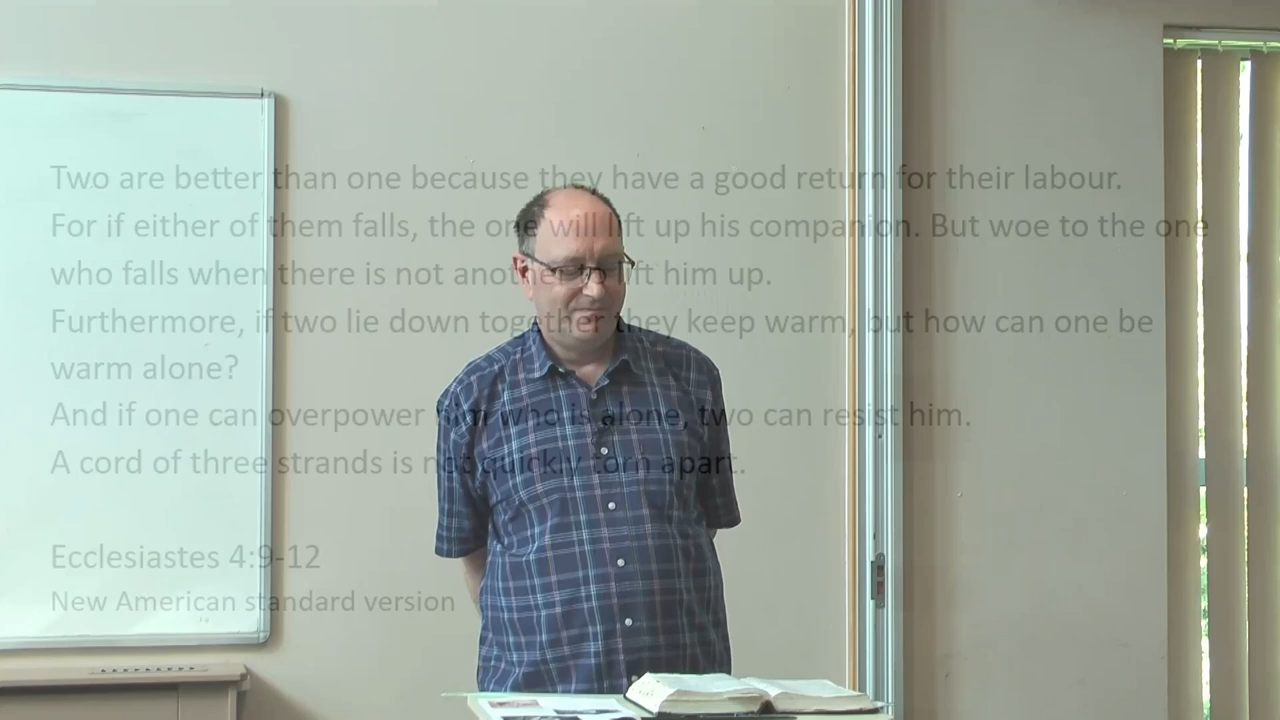 Two are better than one because they have a good return for their labour.
For if either of them falls, the one will lift up his companion. But woe to the one
who falls when there is not another to lift him up.
Furthermore, if two lie down together they keep warm, but how can one be
warm alone?
And if one can overpower him who is alone, two can resist him.
A cord of three strands is not quickly torn apart.
Ecclesiastes 4:9-12
New American standard version